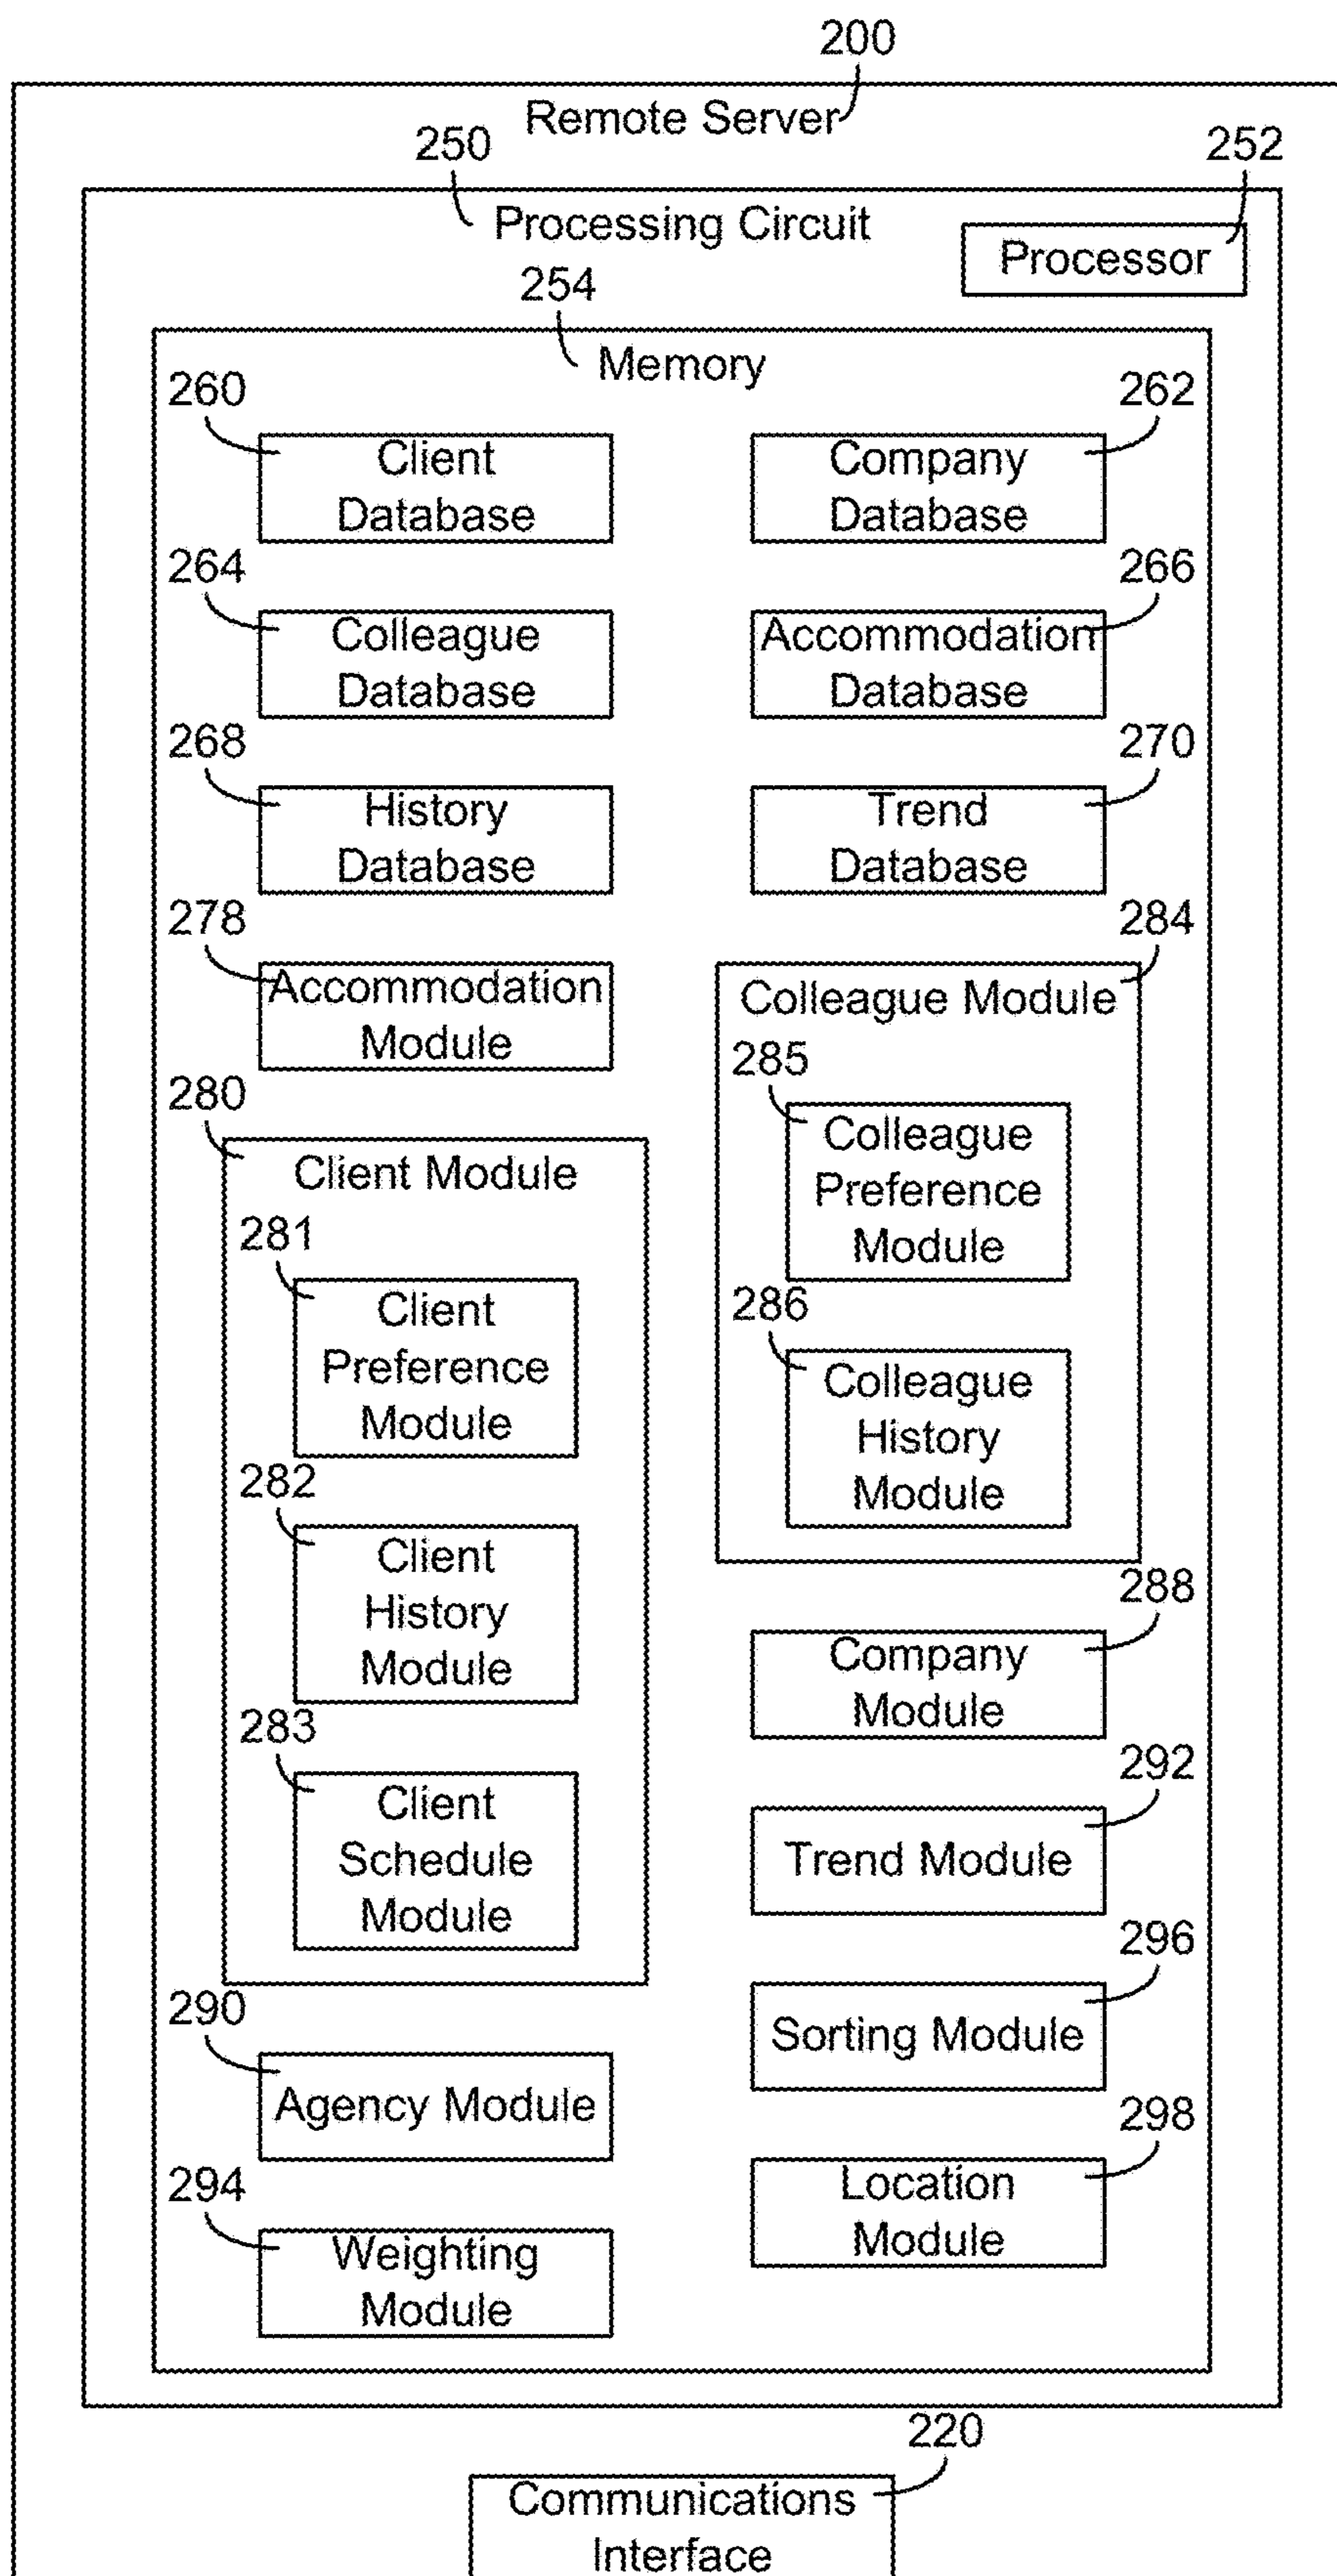 200
Remote Server
250
252
Processing Circuit
Processor
254
Memory
260
262
Client
Database
Company
Database
264
266
Colleague
Database
Accommodation
Database
268
270
History
Database
Trend
Database
278
284
Accommodation
Module
Colleague Module
285
Colleague
Preference
Module
280
Client Module
281
Client
Preference
Module
286
Colleague
History
Module
282
Client
History
Module
288
Company
Module
283
Client
Schedule
Module
292
Trend Module
296
Sorting Module
290
Agency Module
298
Location
Module
294
Weighting
Module
220
Communications
Interface